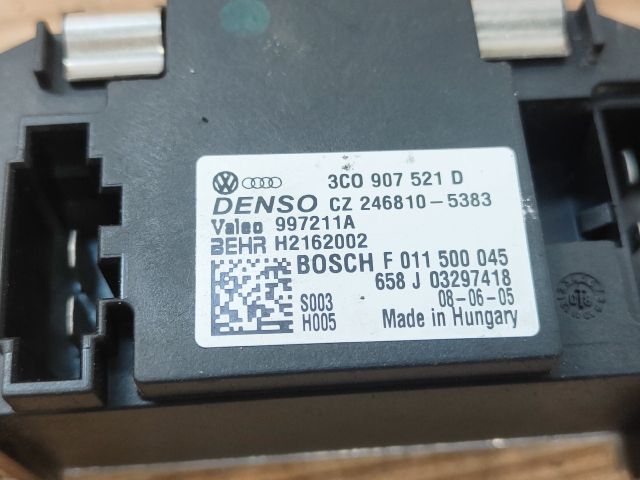 3C0 907 521 D
DENSO CZ 246810-5383
Valeo 997211A
BEHR H2162002
BOSCH F 011 500 045
658 J 03297418
S003 08-06-05
H005 Made in Hungary